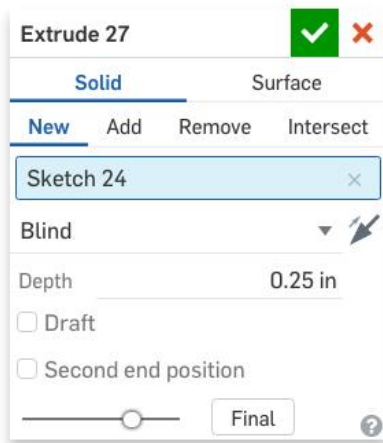 Extrude 27
Solid Surface
New Add Remove Intersect
Sketch 24
Blind
Depth 0.25 in
Draft
Second end position
Final